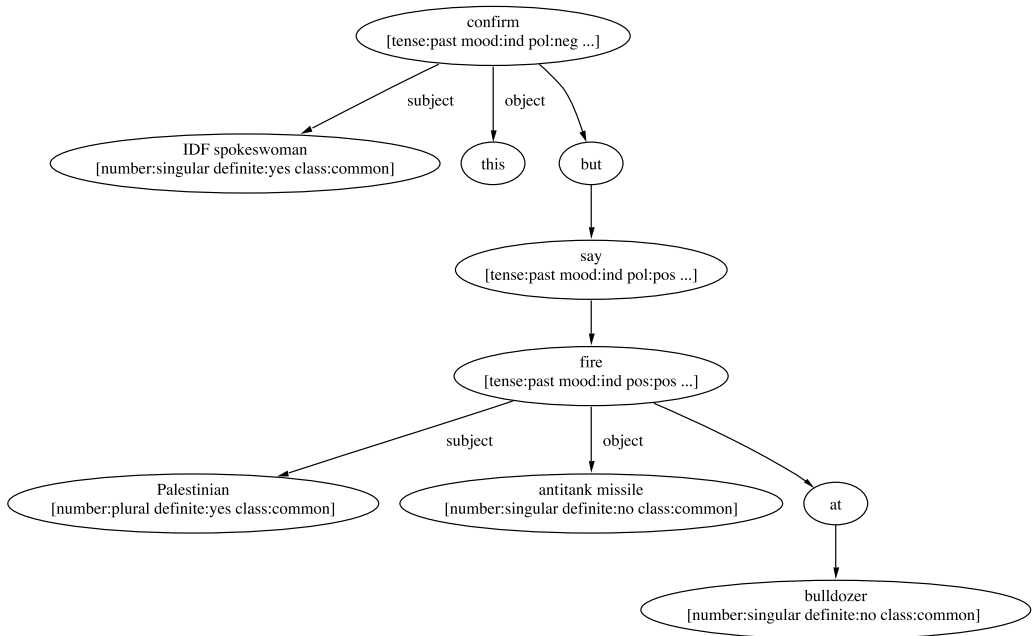 confirm
[tense:past mood:ind pol:neg ...]
subject
object
IDF spokeswoman
[number:singular definite:yes class:common]
this
but
say
[tense:past mood:ind pol:pos ...]
fire
[tense:past mood:ind pos:pos ...]
subject
object
Palestinian
[number:plural definite:yes class:common]
antitank missile
[number:singular definite:no class:common]
at
bulldozer
[number:singular definite:no class:common]